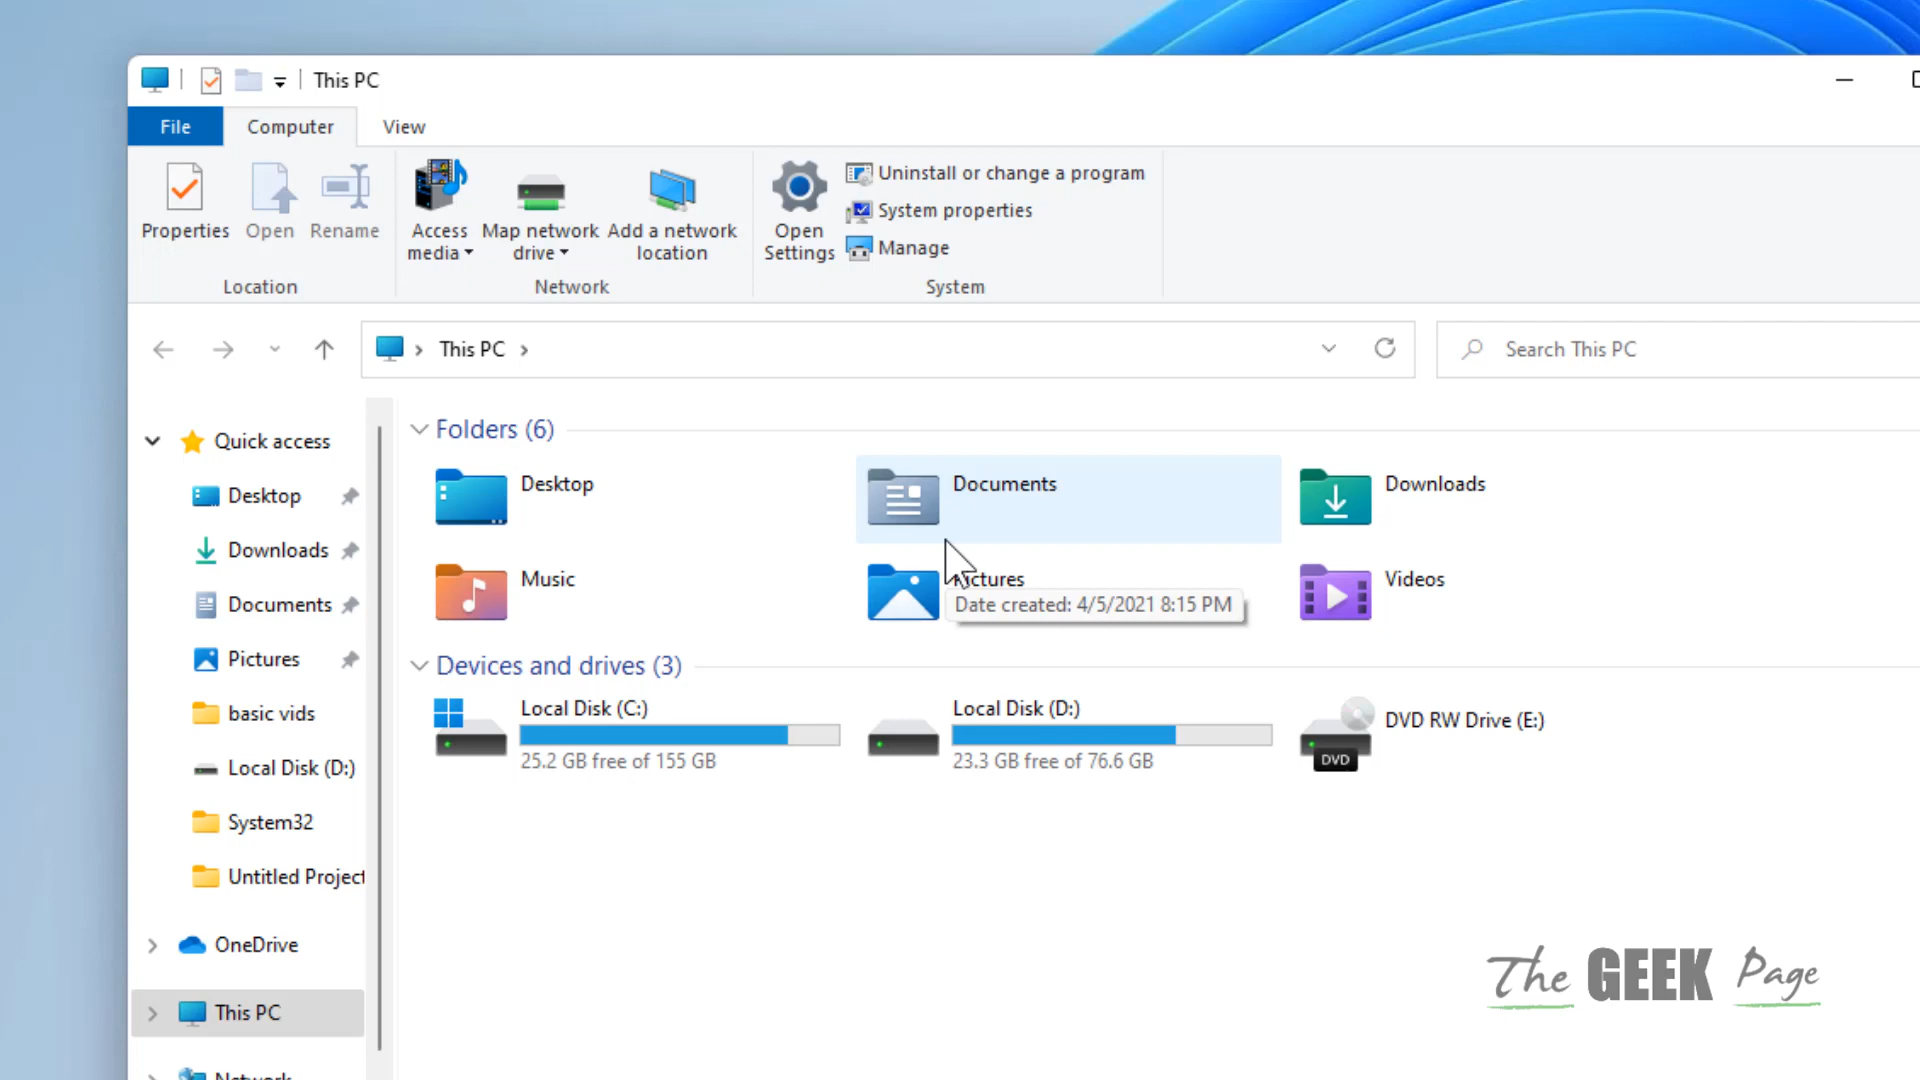 This PC
File
Computer
View
Properties
Open
Rename
Location
Access
media
Map network
drive
Add a network
location
Network
Open
Settings
Uninstall or change a program
System properties
Manage
System
This PC
Search This PC
Quick access
Desktop
Downloads
Documents
Pictures
basic vids
Local Disk (D:)
System32
Untitled Project
OneDrive
This PC
Network
Folders (6)
Desktop
Documents
Downloads
Music
Pictures
Videos
Date created: 4/5/2021 8:15 PM
Devices and drives (3)
Local Disk (C:)
25.2 GB free of 155 GB
Local Disk (D:)
23.3 GB free of 76.6 GB
DVD RW Drive (E:)
DVD
The GEEK Page